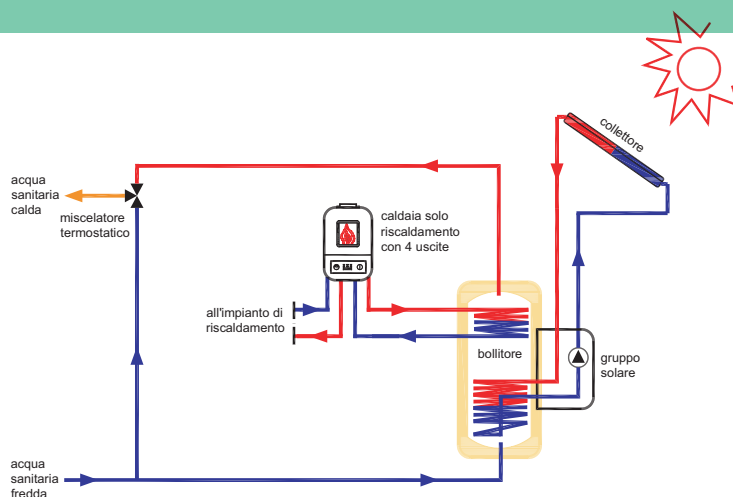 collettore
acqua
sanitaria
calda
miscelatore
termostatico
caldaia solo
riscaldamento
con 4 uscite
all'impianto di
riscaldamento
bollitore
gruppo
solare
acqua
sanitaria
fredda